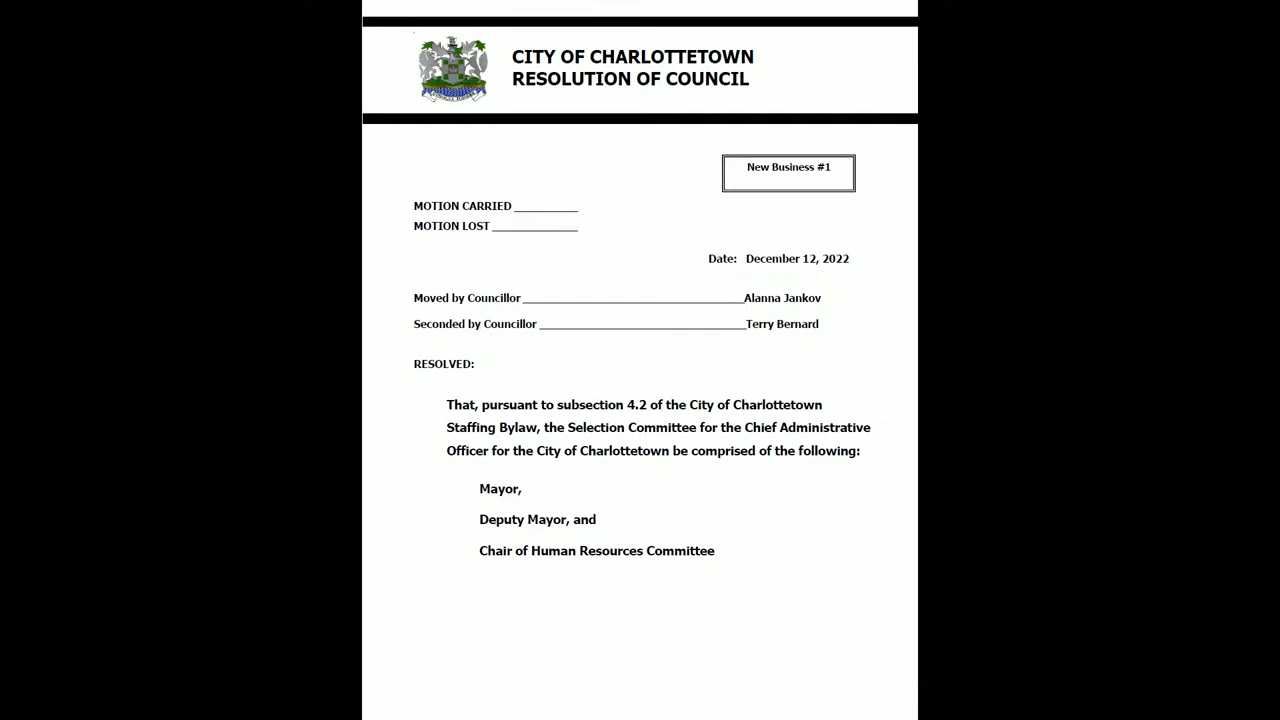 CITY OF CHARLOTTETOWN
RESOLUTION OF COUNCIL
New Business #1
MOTION CARRIED ___________
MOTION LOST _______________
Date: December 12, 2022
Moved by Councillor ______________________________________Alanna Jankov
Seconded by Councillor ____________________________________Terry Bernard
RESOLVED:
That, pursuant to subsection 4.2 of the City of Charlottetown
Staffing Bylaw, the Selection Committee for the Chief Administrative
Officer for the City of Charlottetown be comprised of the following:
Mayor,
Deputy Mayor, and
Chair of Human Resources Committee